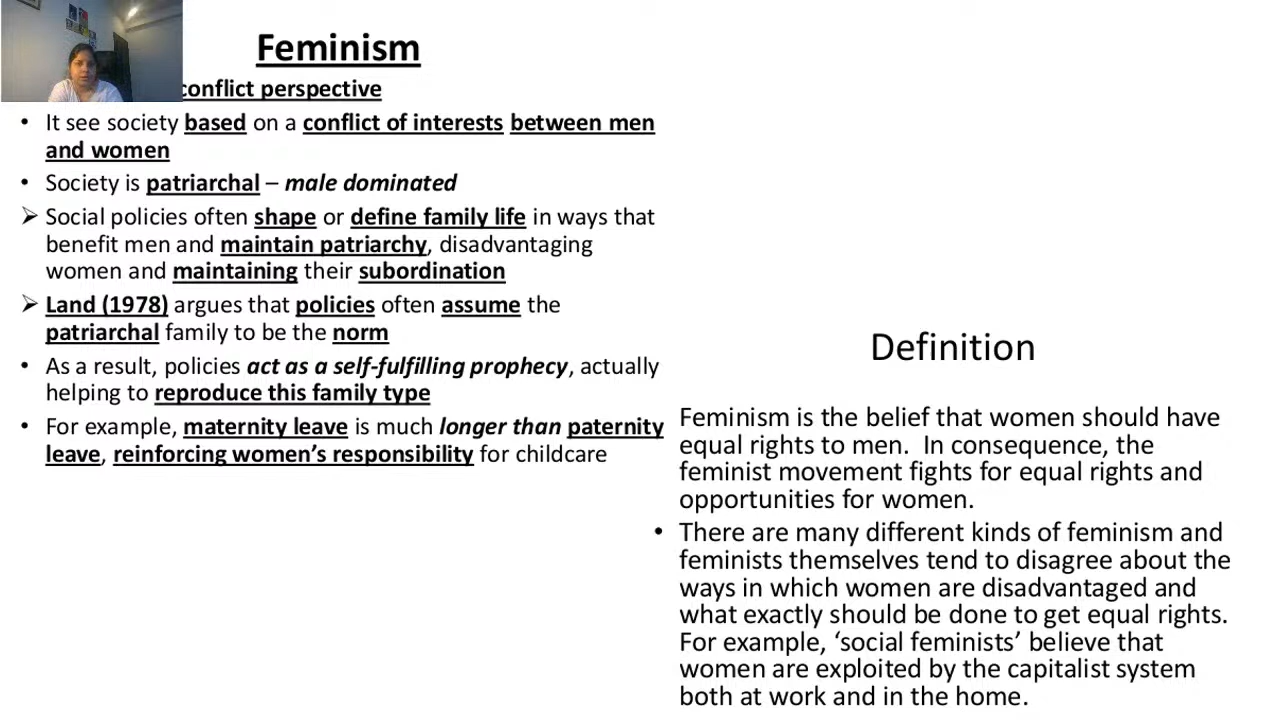 Feminism
conflict perspective
• It see society based on a conflict of interests between men
and women
• Society is patriarchal – male dominated
➢ Social policies often shape or define family life in ways that
benefit men and maintain patriarchy, disadvantaging
women and maintaining their subordination
➢ Land (1978) argues that policies often assume the
patriarchal family to be the norm
• As a result, policies act as a self-fulfilling prophecy, actually
helping to reproduce this family type
• For example, maternity leave is much longer than paternity
leave, reinforcing women’s responsibility for childcare
Definition
Feminism is the belief that women should have
equal rights to men. In consequence, the
feminist movement fights for equal rights and
opportunities for women.
• There are many different kinds of feminism and
feminists themselves tend to disagree about the
ways in which women are disadvantaged and
what exactly should be done to get equal rights.
For example, ‘social feminists’ believe that
women are exploited by the capitalist system
both at work and in the home.